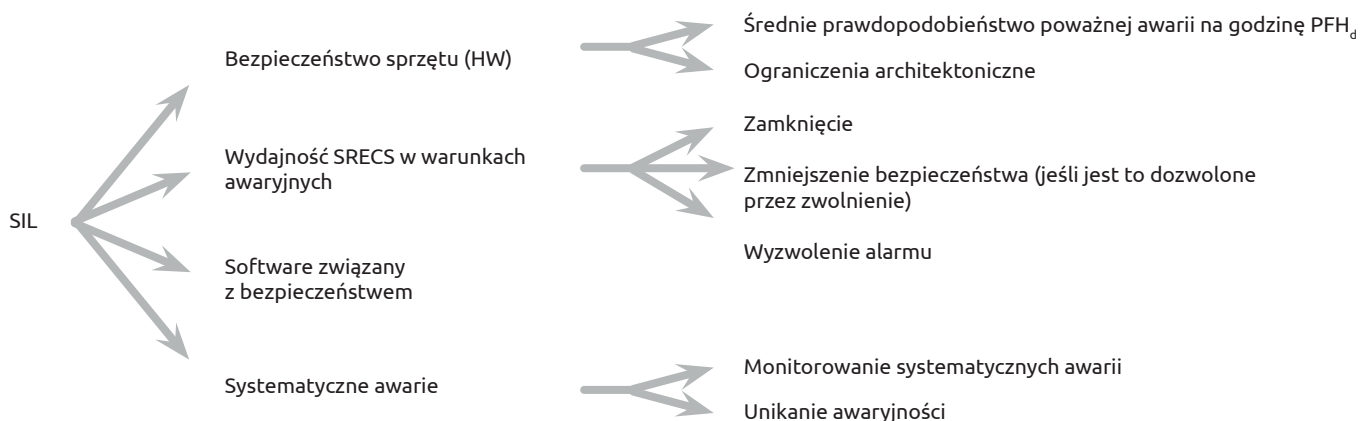 SIL
Bezpieczeństwo sprzętu (HW)
Średnie prawdopodobieństwo poważnej awarii na godzinę PFHd
Ograniczenia architektoniczne
Wydajność SRECS w warunkach
awaryjnych
Zamknięcie
Zmniejszenie bezpieczeństwa (jeśli jest to dozwolone
przez zwolnienie)
Wyzwolenie alarmu
Software związany
z bezpieczeństwem
Systematyczne awarie
Monitorowanie systematycznych awarii
Unikanie awaryjności